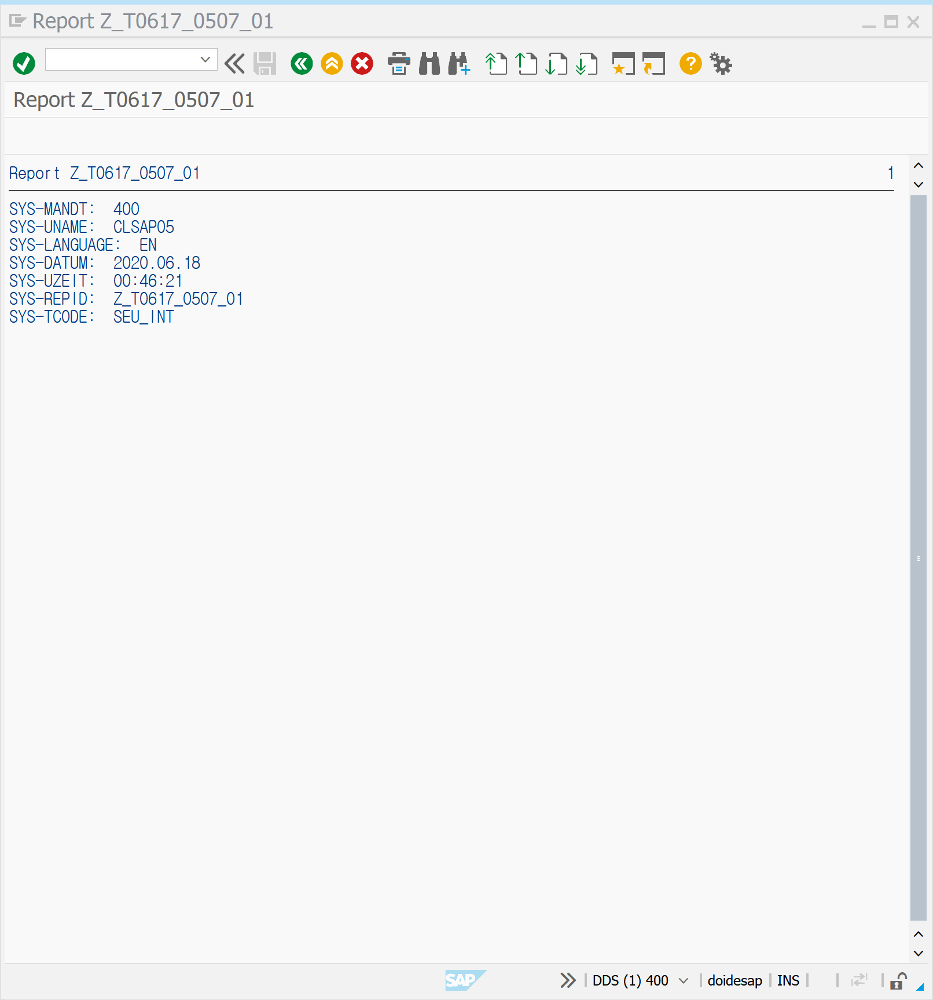 Report Z_T0617_0507_01
Report Z_T0617_0507_01
Report Z_T0617_0507_01 1
SYS-MANDT: 400
SYS-UNAME: CLSAP05
SYS-LANGUAGE: EN
SYS-DATUM: 2020.06.18
SYS-UZEIT: 00:46:21
SYS-REPID: Z_T0617_0507_01
SYS-TCODE: SEU_INT
SAP DDS (1) 400 doidesap INS